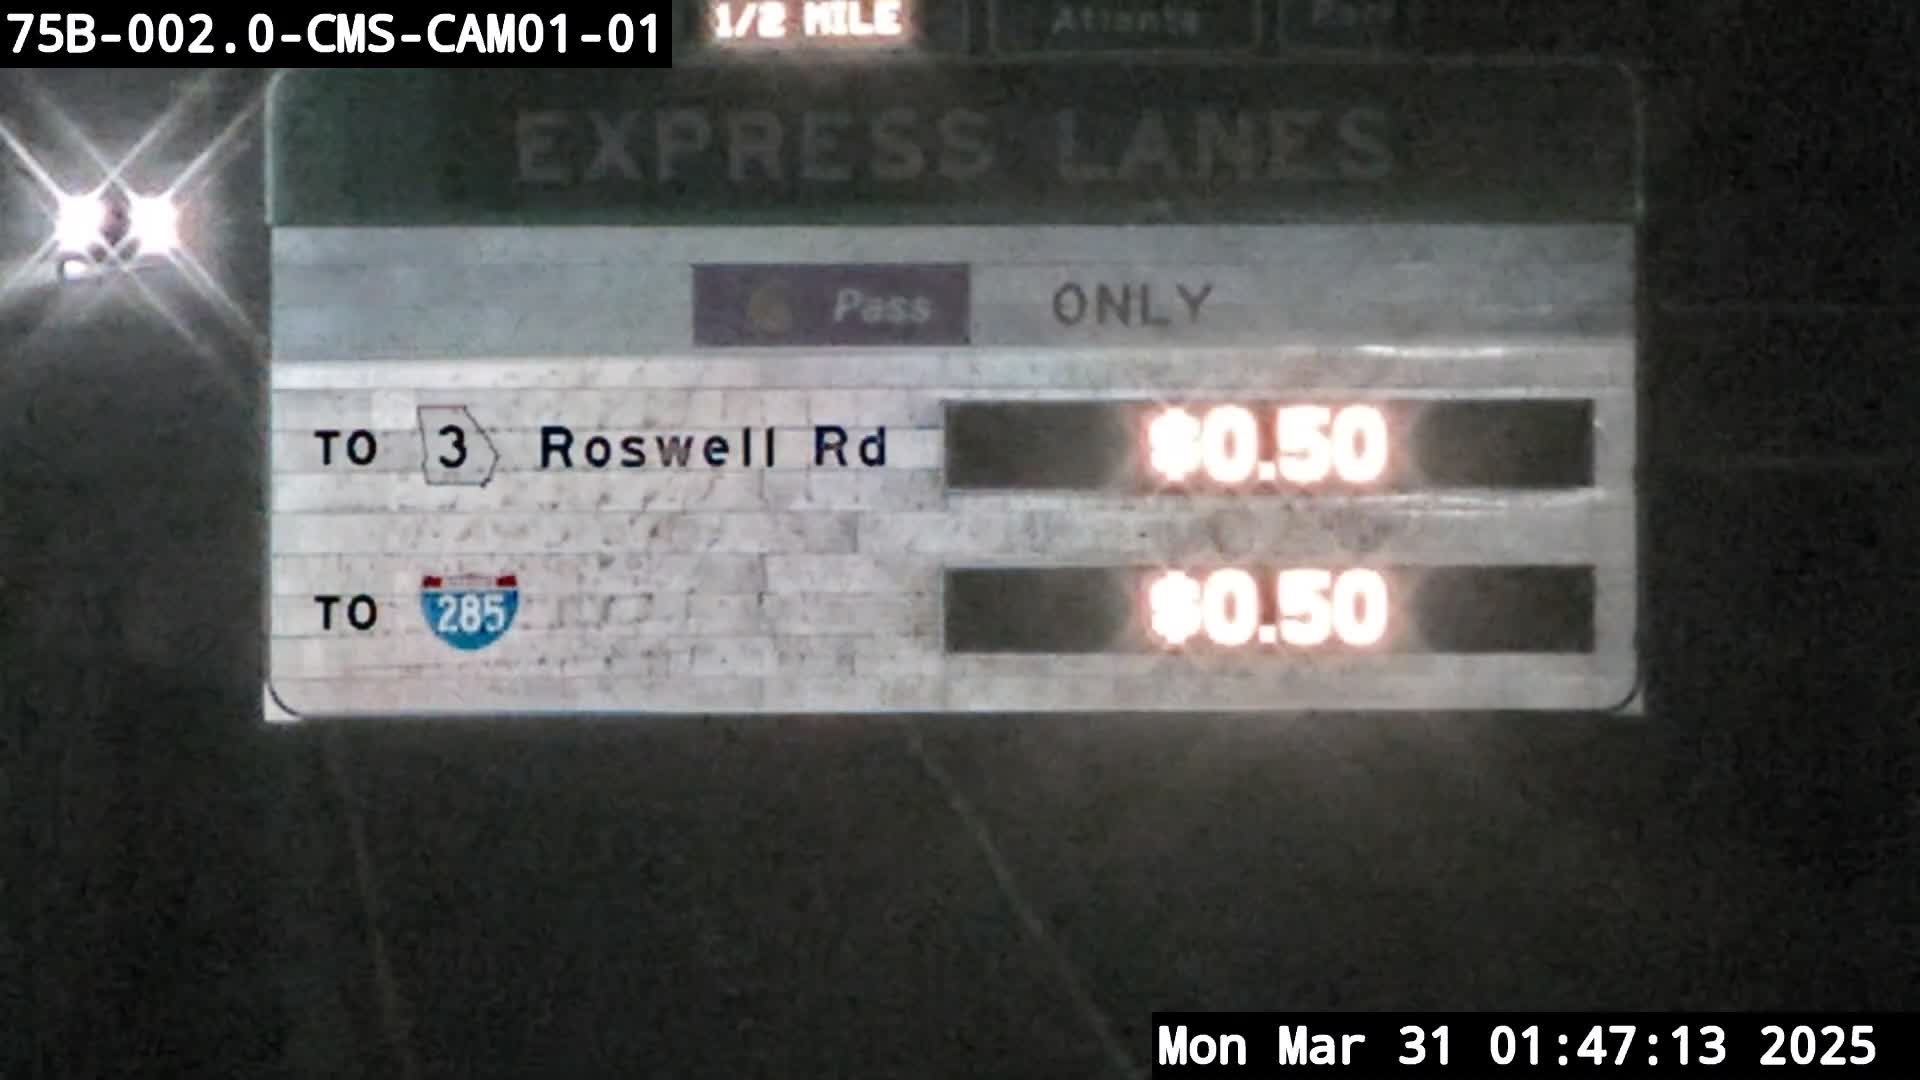 75B-002.0-CMS-CAM01-01
1/2 MILE
Atlanta
EXPRESS LANES
Pass ONLY
TO 3 Roswell Rd $0.50
TO 285 $0.50
Mon Mar 31 01:47:13 2025